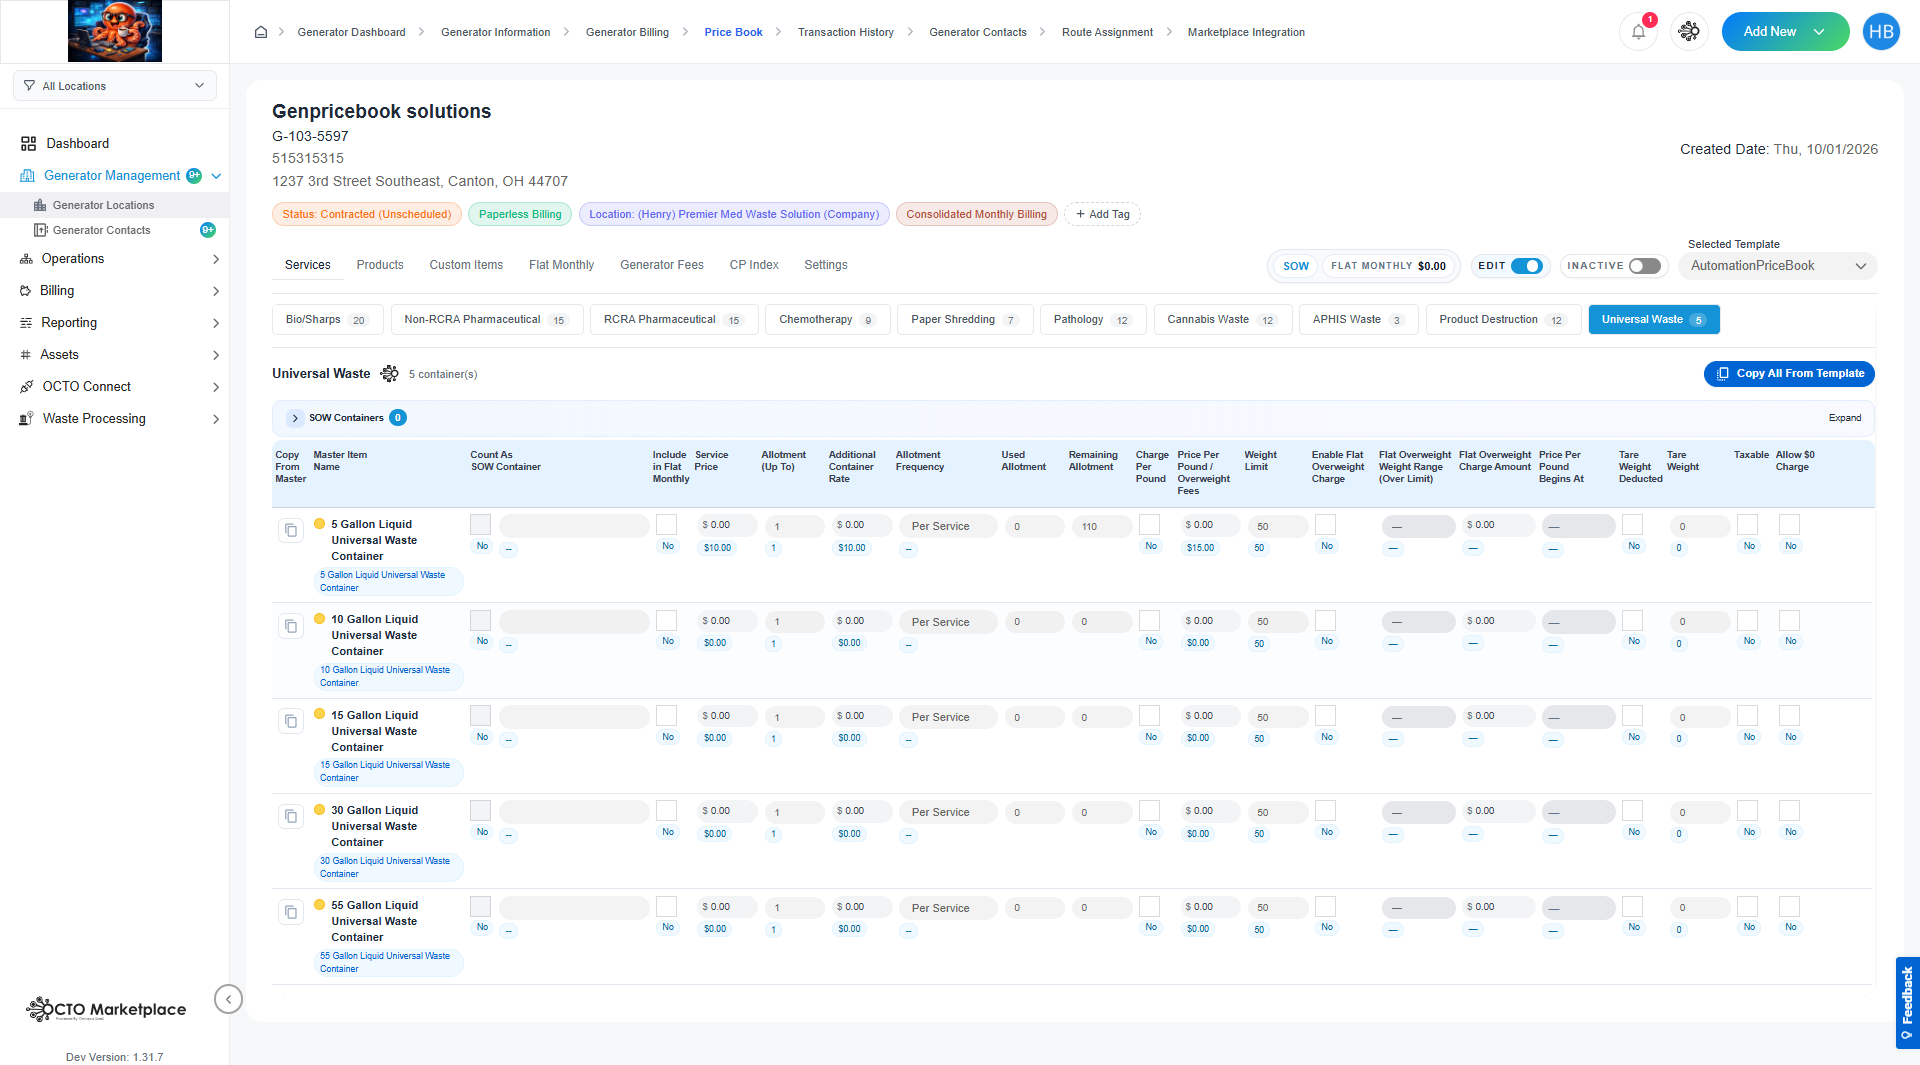 Generator Dashboard
Generator Information
Generator Billing
Price Book
Transaction History
Generator Contacts
Route Assignment
Marketplace Integration
1
Add New
HB
All Locations
Dashboard
Generator Management 9+
Generator Locations
Generator Contacts 9+
Operations
Billing
Reporting
Assets
OCTO Connect
Waste Processing
OCTO Marketplace
Dev Version: 1.31.7
Genpricebook solutions
G-103-5597
515315315
1237 3rd Street Southeast, Canton, OH 44707
Created Date: Thu, 10/01/2026
Status: Contracted (Unscheduled)
Paperless Billing
Location: (Henry) Premier Med Waste Solution (Company)
Consolidated Monthly Billing
+ Add Tag
Services
Products
Custom Items
Flat Monthly
Generator Fees
CP Index
Settings
SOW
FLAT MONTHLY $0.00
EDIT
INACTIVE
Selected Template
AutomationPriceBook
Bio/Sharps 20
Non-RCRA Pharmaceutical 15
RCRA Pharmaceutical 15
Chemotherapy 9
Paper Shredding 7
Pathology 12
Cannabis Waste 12
APHIS Waste 3
Product Destruction 12
Universal Waste 5
Universal Waste
5 container(s)
Copy All From Template
SOW Containers 0
Expand
Copy From Master
Master Item Name
Count As SOW Container
Include in Flat Monthly
Service Price
Allotment (Up To)
Additional Container Rate
Allotment Frequency
Used Allotment
Remaining Allotment
Charge Per Pound
Price Per Pound / Overweight Fees
Weight Limit
Enable Flat Overweight Charge
Flat Overweight Weight Range (Over Limit)
Flat Overweight Charge Amount
Price Per Pound Begins At
Tare Weight Deducted
Tare Weight
Taxable
Allow $0 Charge
5 Gallon Liquid Universal Waste Container
$ 0.00 1 $ 0.00 Per Service 0 110 $ 0.00 50 — $ 0.00 — 0
No -- No $10.00 1 $10.00 -- No $15.00 50 No — — — No 0 No No
5 Gallon Liquid Universal Waste Container
10 Gallon Liquid Universal Waste Container
$ 0.00 1 $ 0.00 Per Service 0 0 $ 0.00 50 — $ 0.00 — 0
No -- No $0.00 1 $0.00 -- No $0.00 50 No — — — No 0 No No
10 Gallon Liquid Universal Waste Container
15 Gallon Liquid Universal Waste Container
$ 0.00 1 $ 0.00 Per Service 0 0 $ 0.00 50 — $ 0.00 — 0
No -- No $0.00 1 $0.00 -- No $0.00 50 No — — — No 0 No No
15 Gallon Liquid Universal Waste Container
30 Gallon Liquid Universal Waste Container
$ 0.00 1 $ 0.00 Per Service 0 0 $ 0.00 50 — $ 0.00 — 0
No -- No $0.00 1 $0.00 -- No $0.00 50 No — — — No 0 No No
30 Gallon Liquid Universal Waste Container
55 Gallon Liquid Universal Waste Container
$ 0.00 1 $ 0.00 Per Service 0 0 $ 0.00 50 — $ 0.00 — 0
No -- No $0.00 1 $0.00 -- No $0.00 50 No — — — No 0 No No
55 Gallon Liquid Universal Waste Container
Feedback